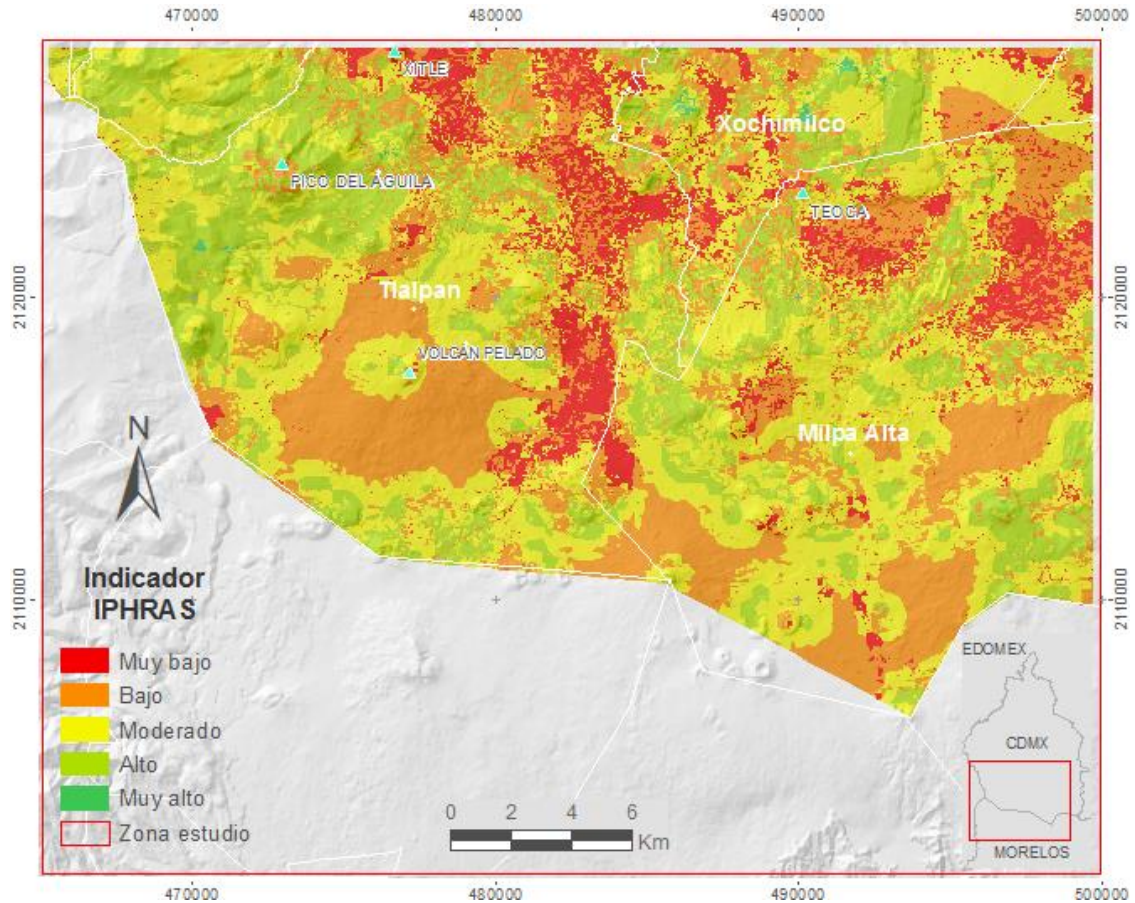 470000
480000
490000
500000
XITLE
Xochimilco
PICO DEL AGUILA
TEOCA
2120000
2120000
Tlalpan
VOLCAN PELADO
Milpa Alta
N
2110000
2110000
Indicador
IPHRAS
Muy bajo
Bajo
Moderado
Alto
Muy alto
Zona estudio
0 2 4 6
Km
EDOMEX
CDMX
MORELOS
470000
480000
490000
500000